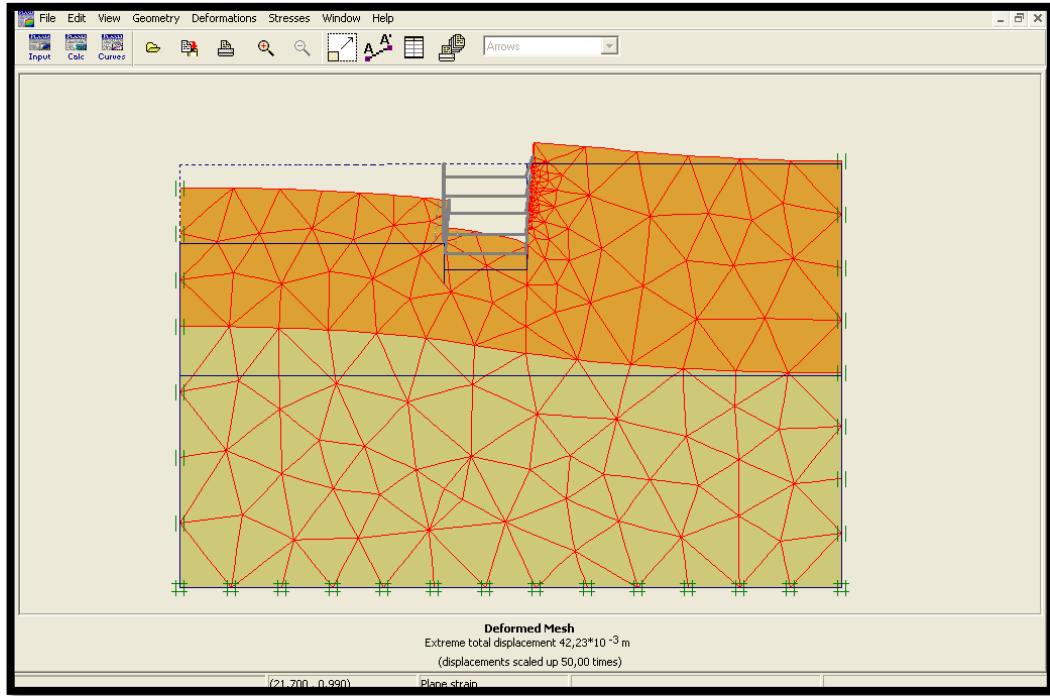 File Edit View Geometry Deformations Stresses Window Help
Input Calc Curves A A' Arrows
Deformed Mesh
Extreme total displacement 42,23*10 -3 m
(displacements scaled up 50,00 times)
(21.700 , 0.990) Plane strain